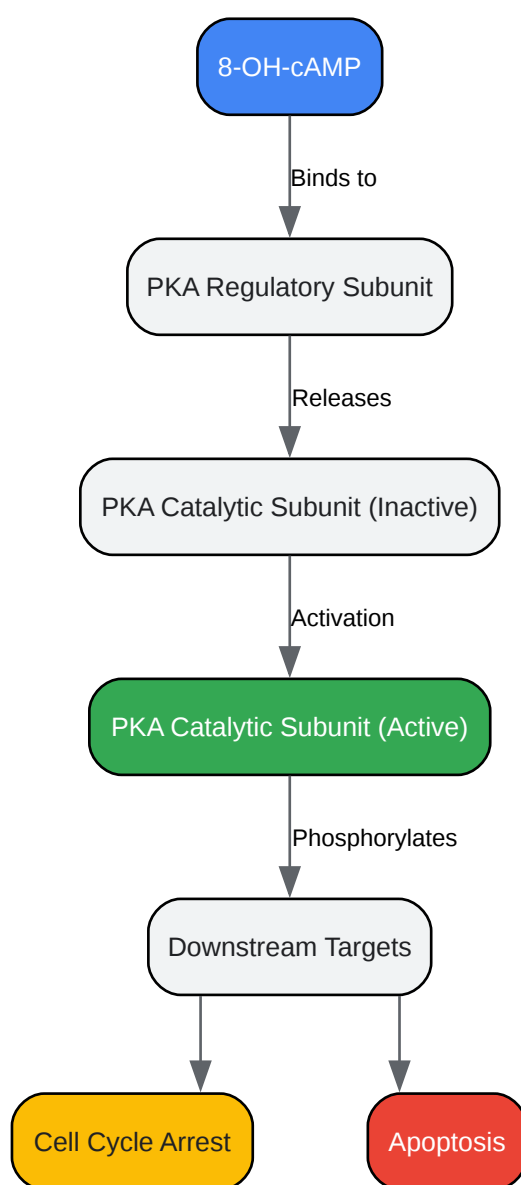 8-OH-cAMP
Binds to
PKA Regulatory Subunit
Releases
PKA Catalytic Subunit (Inactive)
Activation
PKA Catalytic Subunit (Active)
Phosphorylates
Downstream Targets
Cell Cycle Arrest
Apoptosis